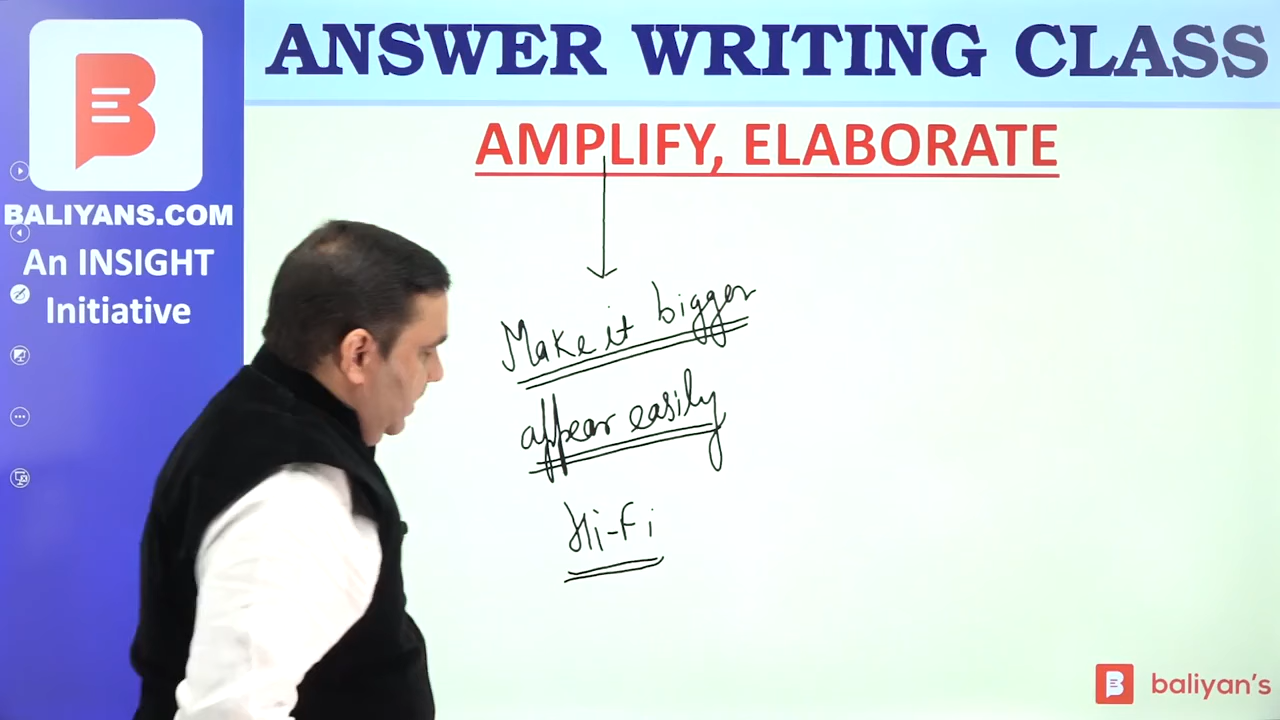 ANSWER WRITING CLASS
AMPLIFY, ELABORATE
BALIYANS.COM
An INSIGHT
Initiative
Make it bigger
appear easily
Hi-Fi
B baliyan's